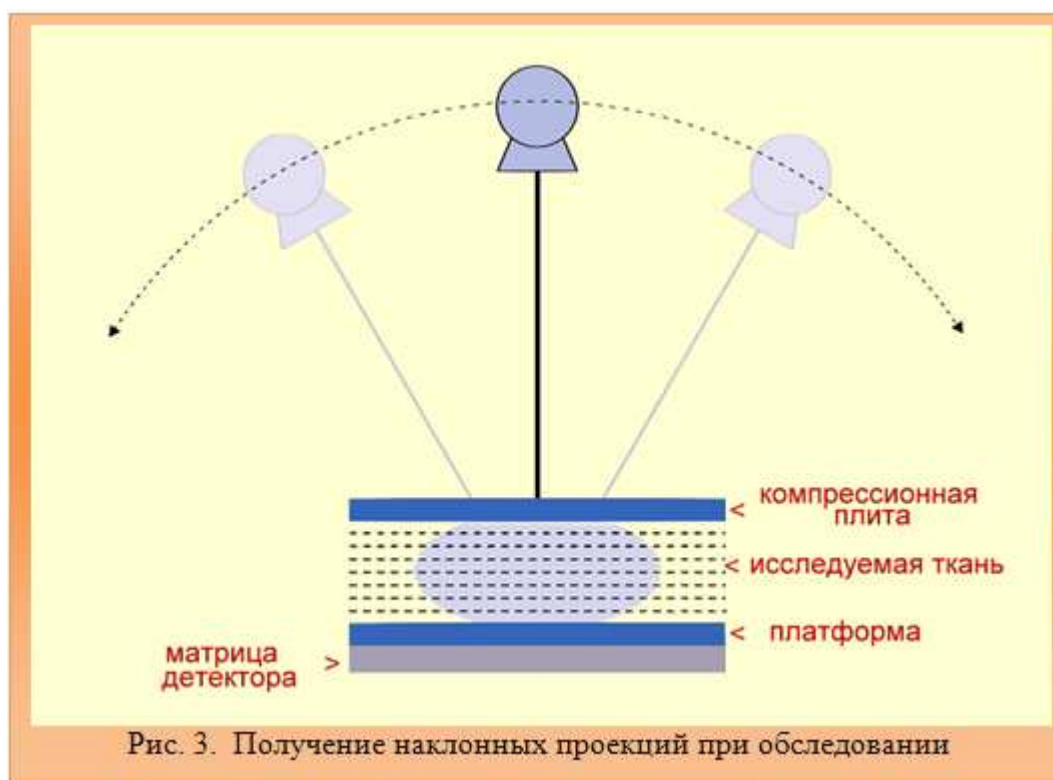 компрессионная
плита
< 
< исследуемая ткань
< платформа
матрица
детектора >
Рис. 3. Получение наклонных проекций при обследовании